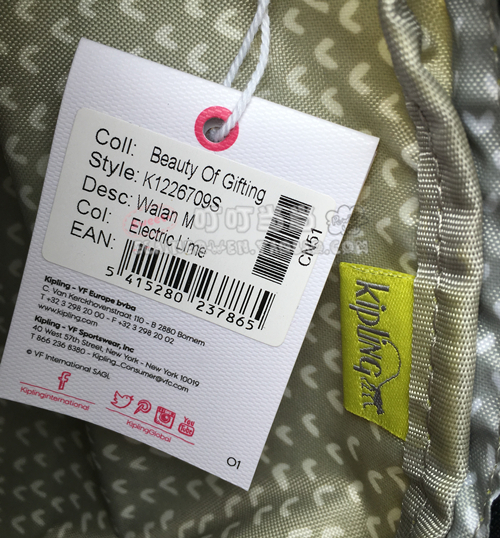 Coll: Beauty Of Gifting
Style: K1226709S
Desc: Walan M
Col: Electric Lime
EAN:
5 415280 237865
CN51
Kipling - VF Europe bvba
C. Van Kerckhovenstraat 110 - B 2880 Bornem
T +32 3 298 20 00 - F +32 3 298 20 02
www.kipling.com
Kipling - VF Sportswear, Inc
40 West 57th Street, New York - New York 10019
T 866 236 8380 - Kipling_Consumer@vfc.com
© VF International SAGL
f
KiplingInternational
You Tube
KiplingGlobal
01
Kipling